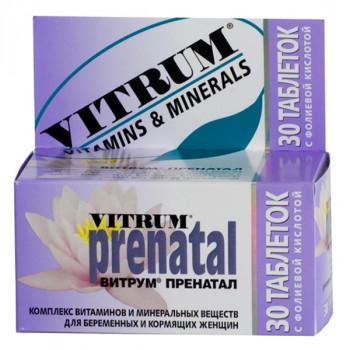 VITRUM®
VITAMINS & MINERALS
30 ТАБЛЕТОК
С ФОЛИЕВОЙ КИСЛОТОЙ
VITRUM®
prenatal
ВИТРУМ® ПРЕНАТАЛ
КОМПЛЕКС ВИТАМИНОВ И МИНЕРАЛЬНЫХ ВЕЩЕСТВ
ДЛЯ БЕРЕМЕННЫХ И КОРМЯЩИХ ЖЕНЩИН
30 ТАБЛЕТОК
С ФОЛИЕВОЙ КИСЛОТОЙ